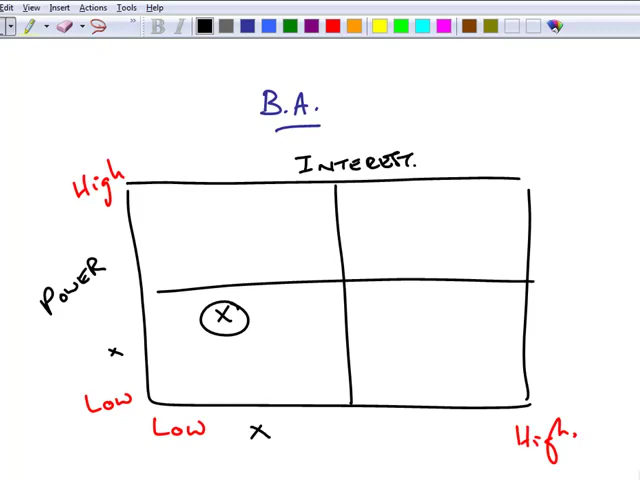 Edit View Insert Actions Tools Help
B I
B.A.
INTEREST.
High
POWER
X
x
Low
Low x High.